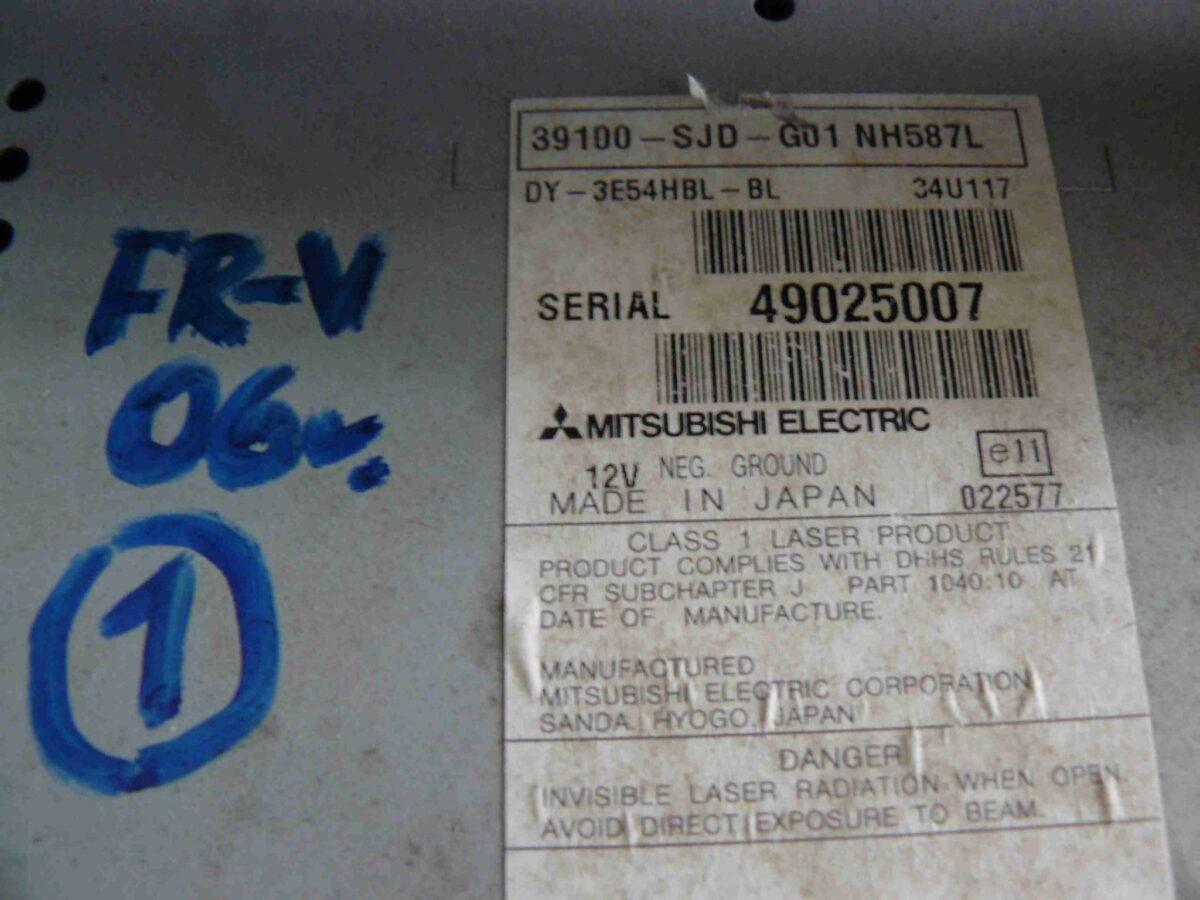 FR-V
06v.
1
39100-SJD-G01 NH587L
DY-3E54HBL-BL 34U117
SERIAL 49025007
MITSUBISHI ELECTRIC
12V NEG. GROUND
e11
MADE IN JAPAN 022577
CLASS 1 LASER PRODUCT
PRODUCT COMPLIES WITH DHHS RULES 21
CFR SUBCHAPTER J PART 1040:10 AT
DATE OF MANUFACTURE.
MANUFACTURED
MITSUBISHI ELECTRIC CORPORATION
SANDA, HYOGO, JAPAN
DANGER
INVISIBLE LASER RADIATION WHEN OPEN.
AVOID DIRECT EXPOSURE TO BEAM.